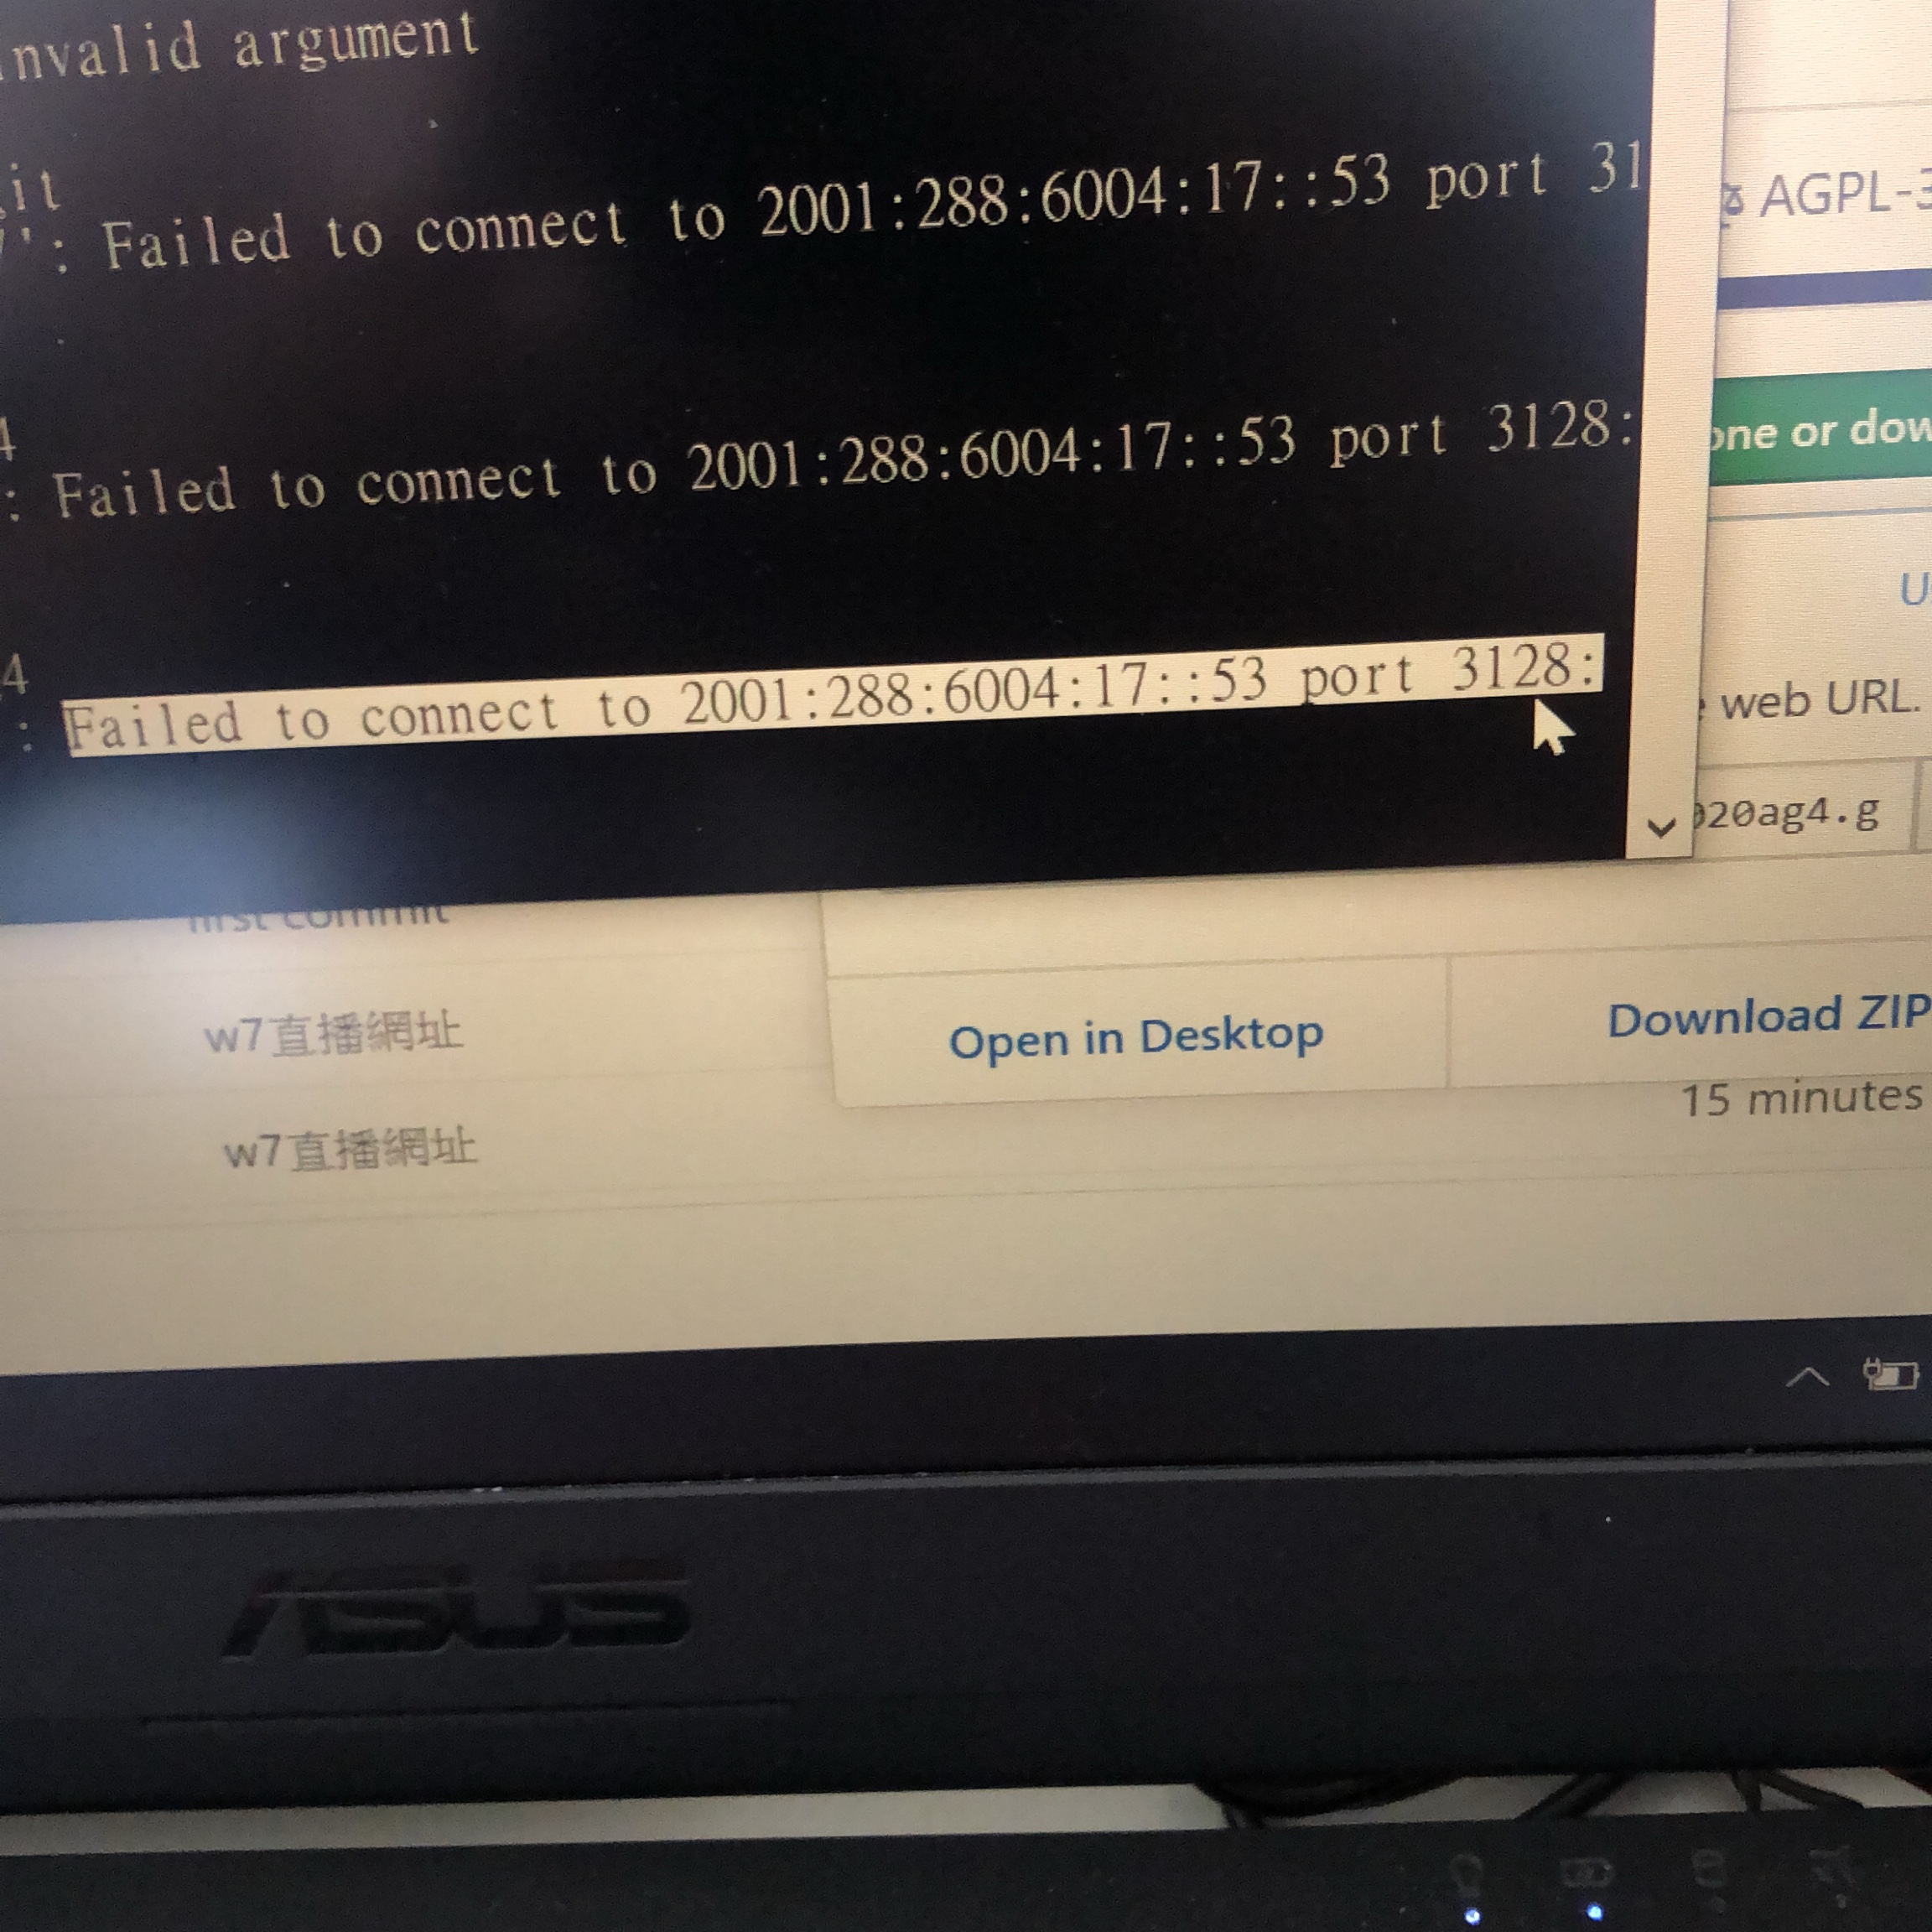 nvalid argument
it
': Failed to connect to 2001:288:6004:17::53 port 31
AGPL-3
4
: Failed to connect to 2001:288:6004:17::53 port 3128:
one or dow
U
4
: Failed to connect to 2001:288:6004:17::53 port 3128:
web URL.
020ag4.g
first commit
w7直播網址
Open in Desktop
Download ZIP
15 minutes
w7直播網址
ASUS